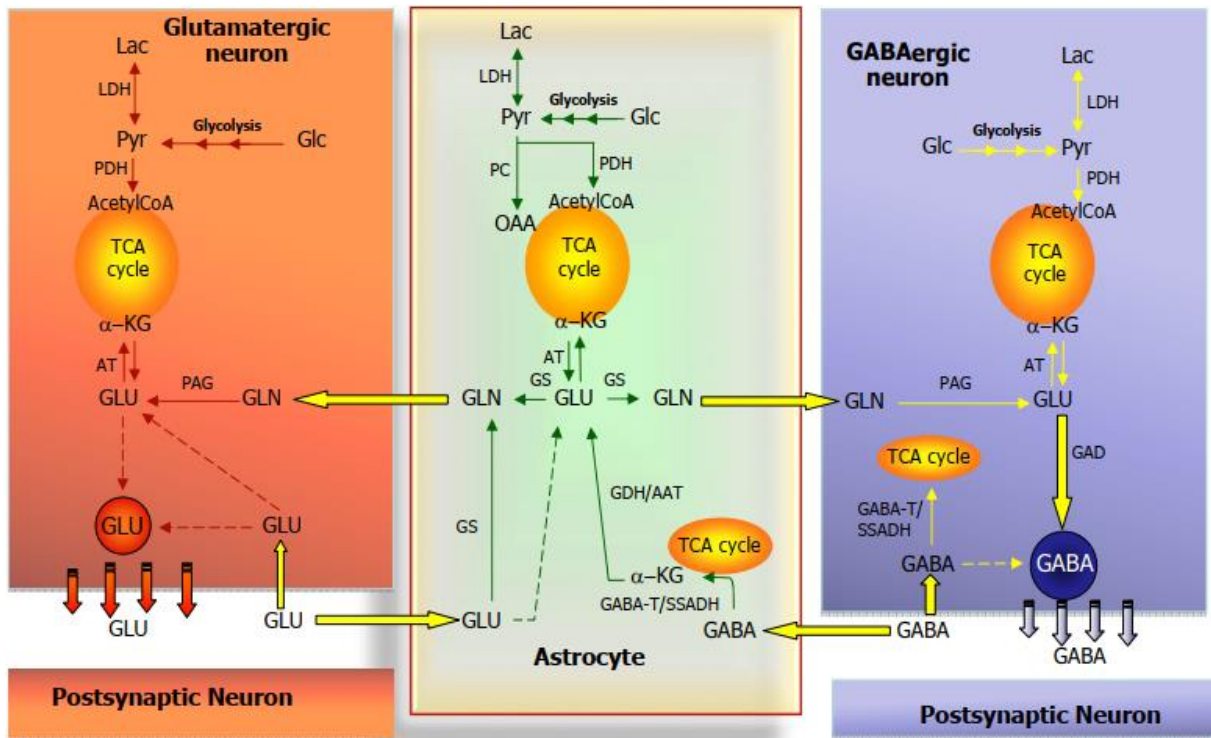 Glutamatergic
neuron
Lac
LDH
Pyr
Glycolysis
Glc
PDH
AcetylCoA
TCA
cycle
α–KG
AT
GLU
PAG
GLN
GLU
GLU
GLU
GLU
Postsynaptic Neuron
Lac
LDH
Pyr
Glycolysis
Glc
PC
PDH
OAA
AcetylCoA
TCA
cycle
α–KG
AT
GLN
GS
GLU
GS
GLN
GDH/AAT
GS
TCA cycle
α–KG
GABA-T/SSADH
GLU
GABA
Astrocyte
GABAergic
neuron
Lac
LDH
Glc
Glycolysis
Pyr
PDH
AcetylCoA
TCA
cycle
α–KG
AT
GLN
PAG
GLU
GAD
TCA cycle
GABA-T/
SSADH
GABA
GABA
GABA
GABA
Postsynaptic Neuron